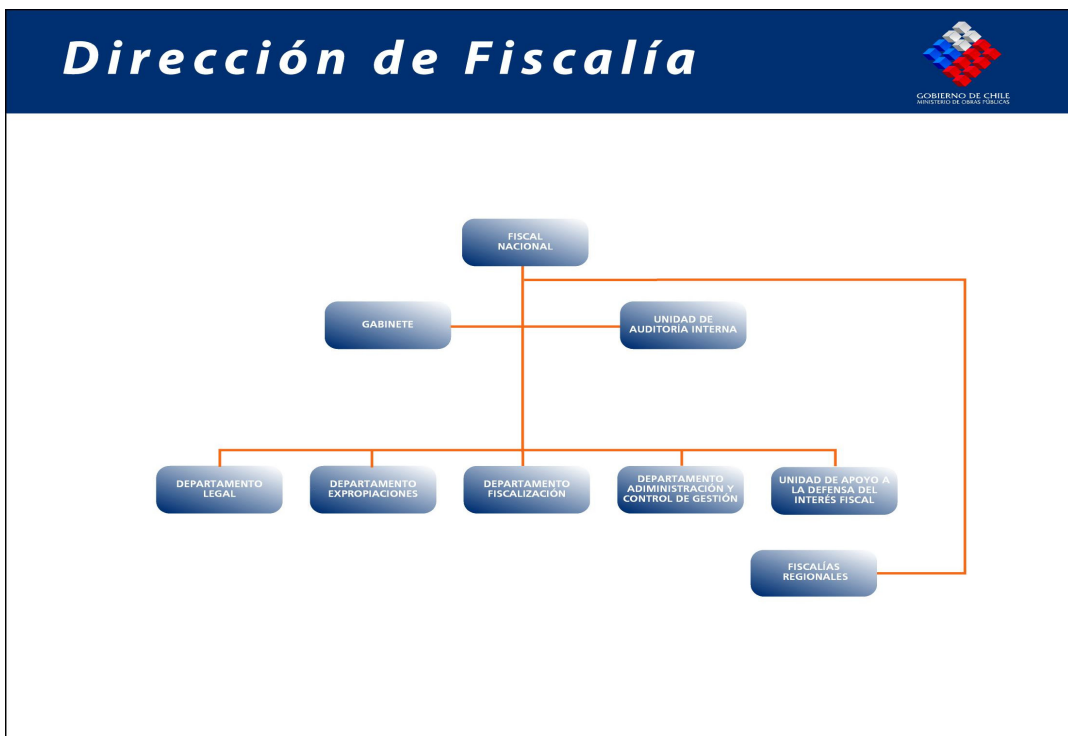 Dirección de Fiscalía
GOBIERNO DE CHILE
MINISTERIO DE OBRAS PÚBLICAS
FISCAL
NACIONAL
GABINETE
UNIDAD DE
AUDITORÍA INTERNA
DEPARTAMENTO
LEGAL
DEPARTAMENTO
EXPROPIACIONES
DEPARTAMENTO
FISCALIZACIÓN
DEPARTAMENTO
ADIMINISTRACIÓN Y
CONTROL DE GESTIÓN
UNIDAD DE APOYO A
LA DEFENSA DEL
INTERÉS FISCAL
FISCALÍAS
REGIONALES